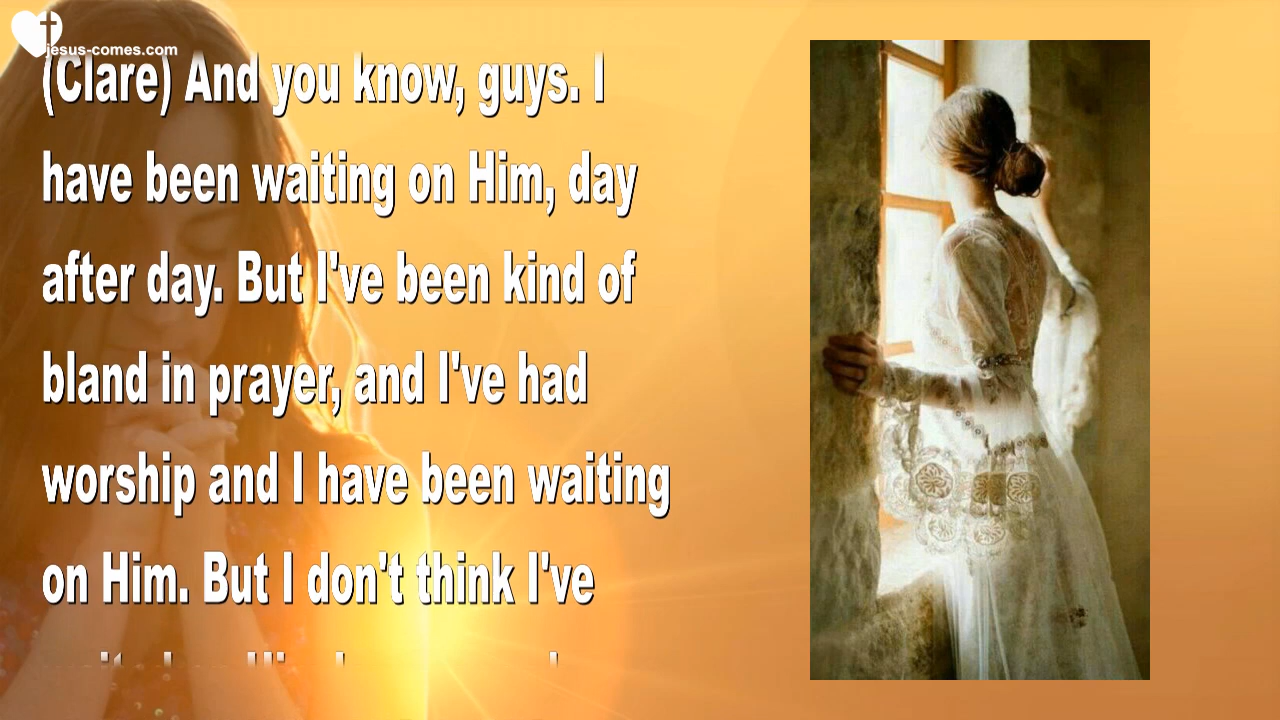 jesus-comes.com
(Clare) And you know, guys. I
have been waiting on Him, day
after day. But I've been kind of
bland in prayer, and I've had
worship and I have been waiting
on Him. But I don't think I've